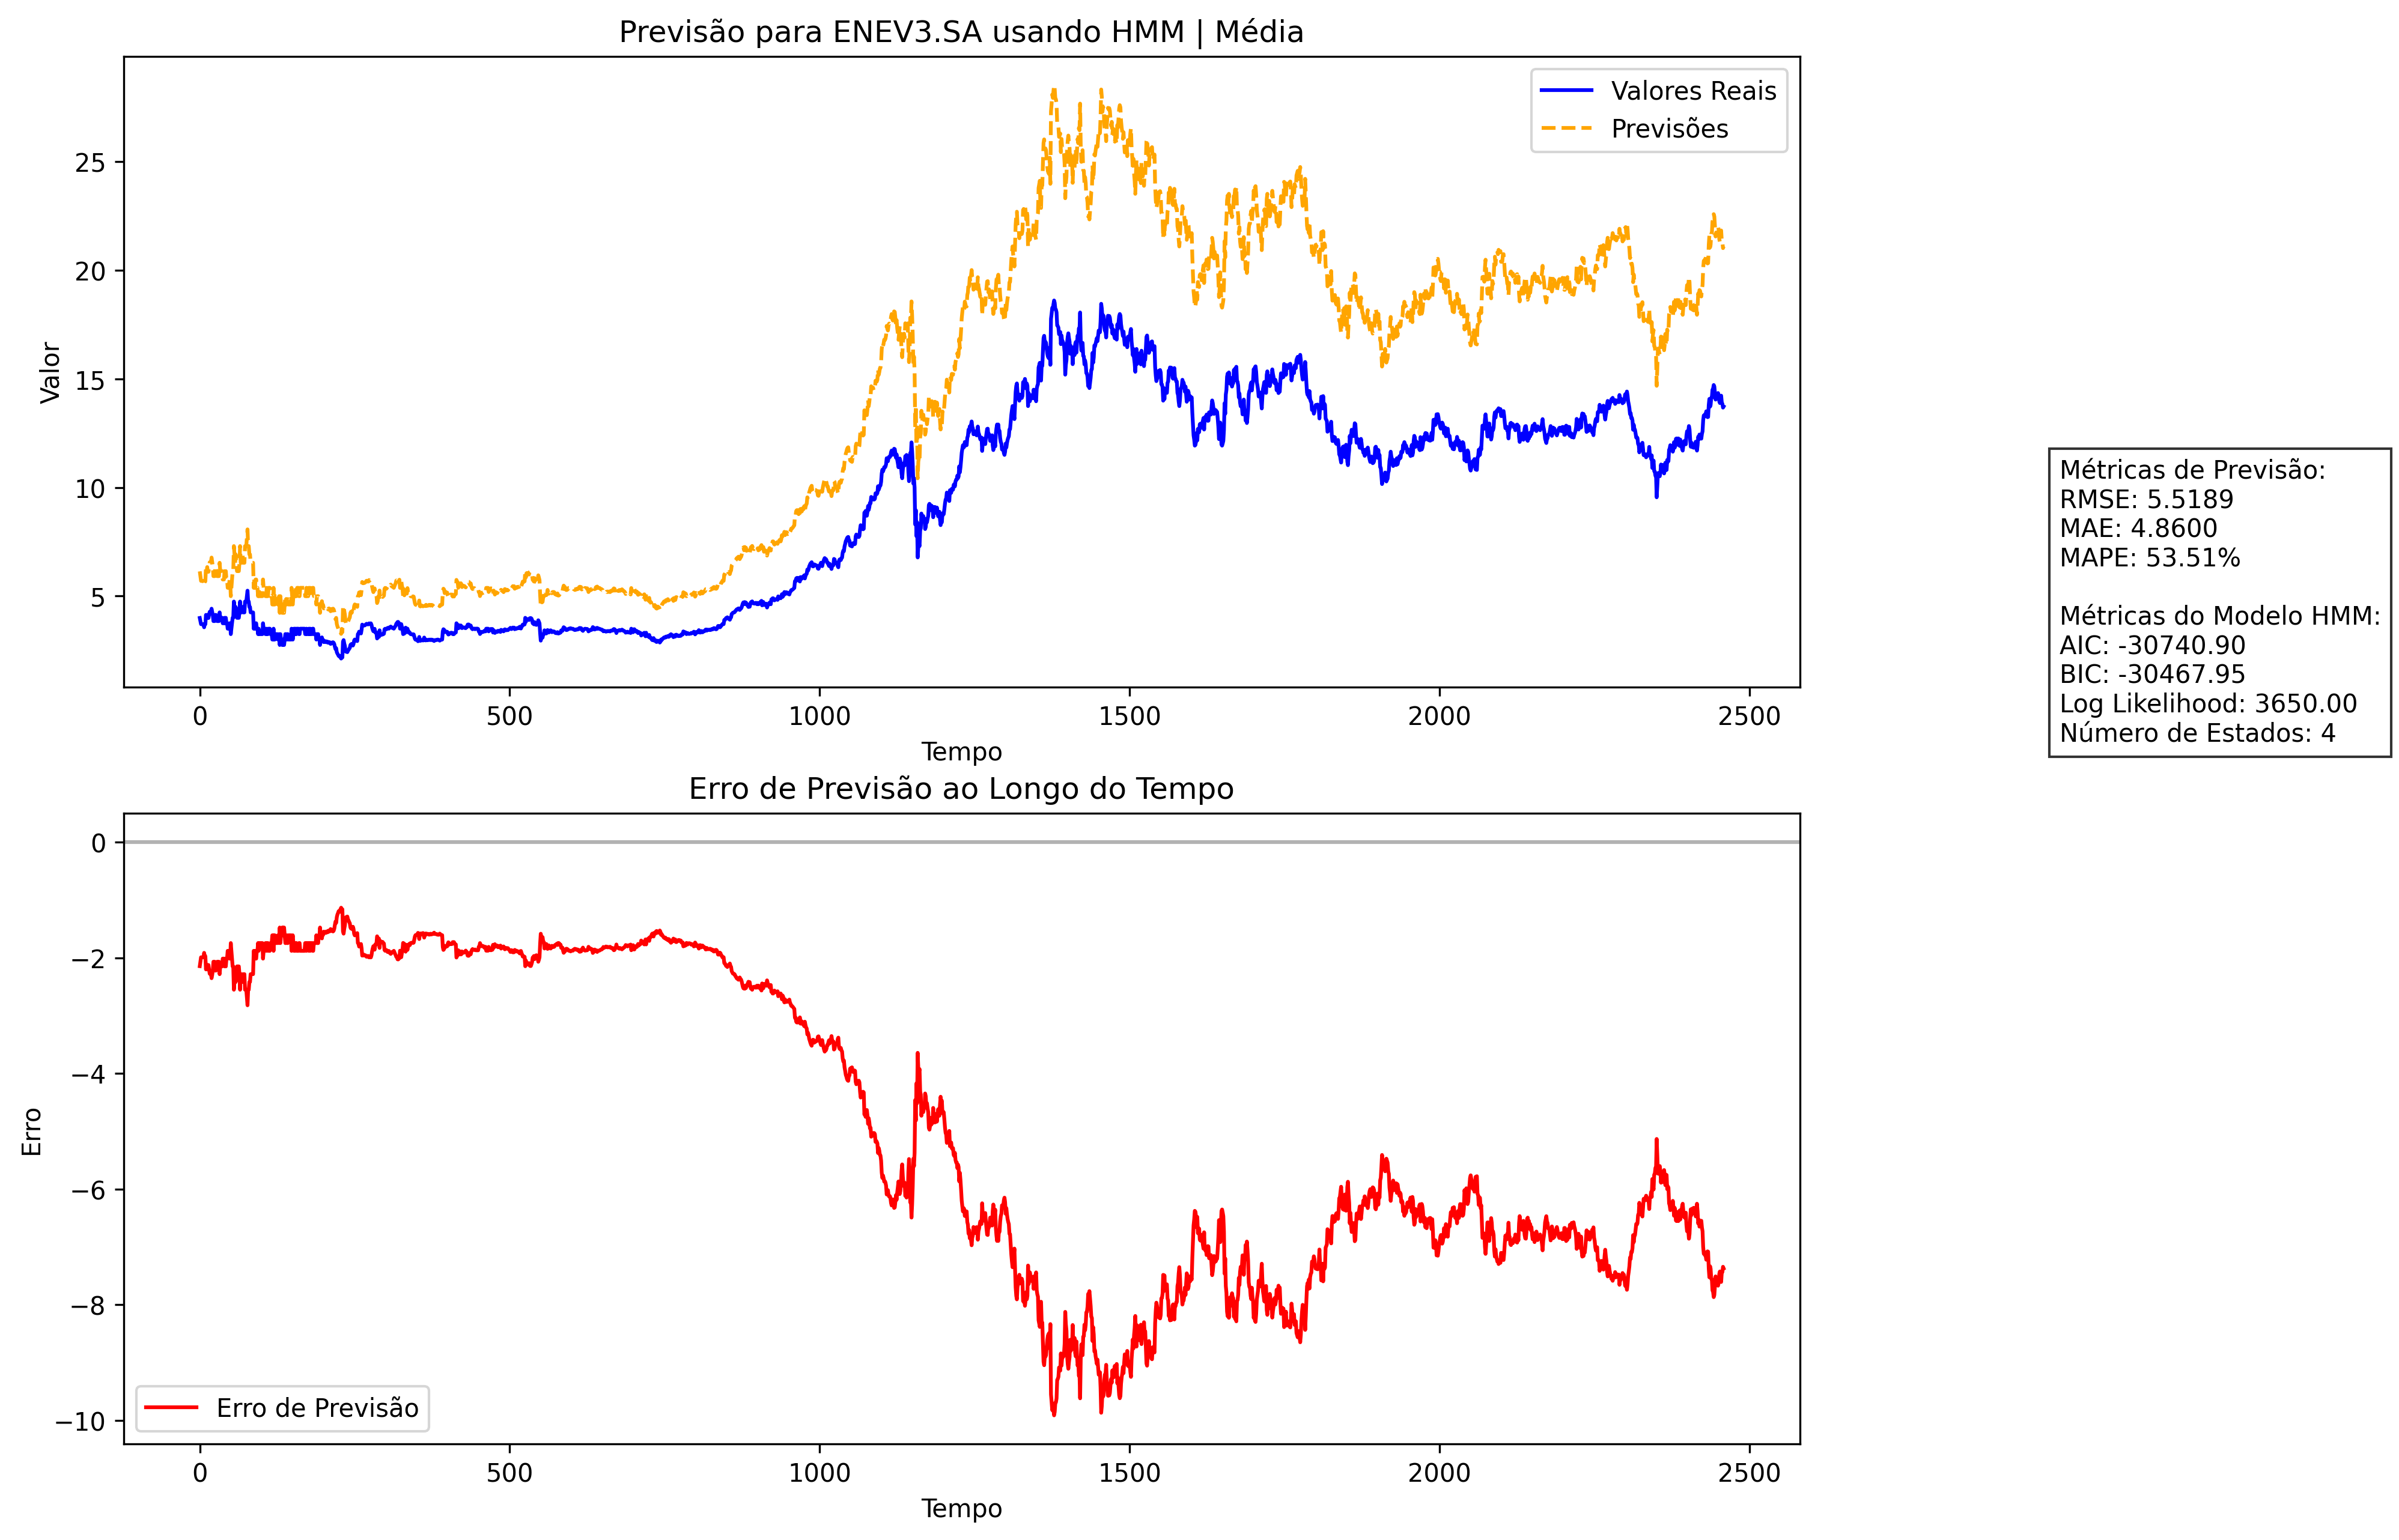 Previsão para ENEV3.SA usando HMM | Média
Valores Reais
Previsões
Valor
25
20
15
10
5
0
500
1000
1500
2000
2500
Tempo
Métricas de Previsão:
RMSE: 5.5189
MAE: 4.8600
MAPE: 53.51%
Métricas do Modelo HMM:
AIC: -30740.90
BIC: -30467.95
Log Likelihood: 3650.00
Número de Estados: 4
Erro de Previsão ao Longo do Tempo
Erro
0
−2
−4
−6
−8
−10
Erro de Previsão
0
500
1000
1500
2000
2500
Tempo